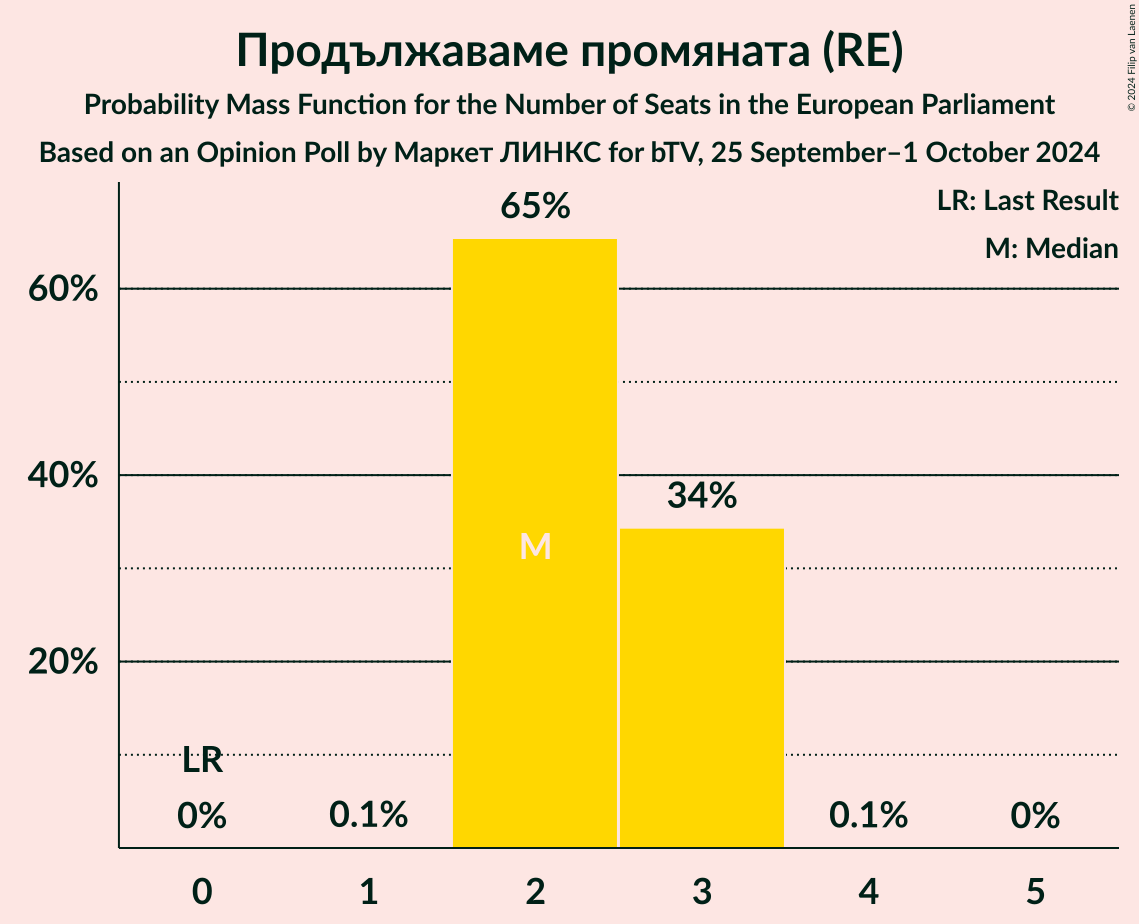 Продължаваме промяната (RE)
Probability Mass Function for the Number of Seats in the European Parliament
Based on an Opinion Poll by Маркет ЛИНКС for bTV, 25 September–1 October 2024
© 2024 Filip van Laenen
LR: Last Result
M: Median
65%
60%
40%
34%
M
20%
LR
0% 0.1% 0.1% 0%
0 1 2 3 4 5